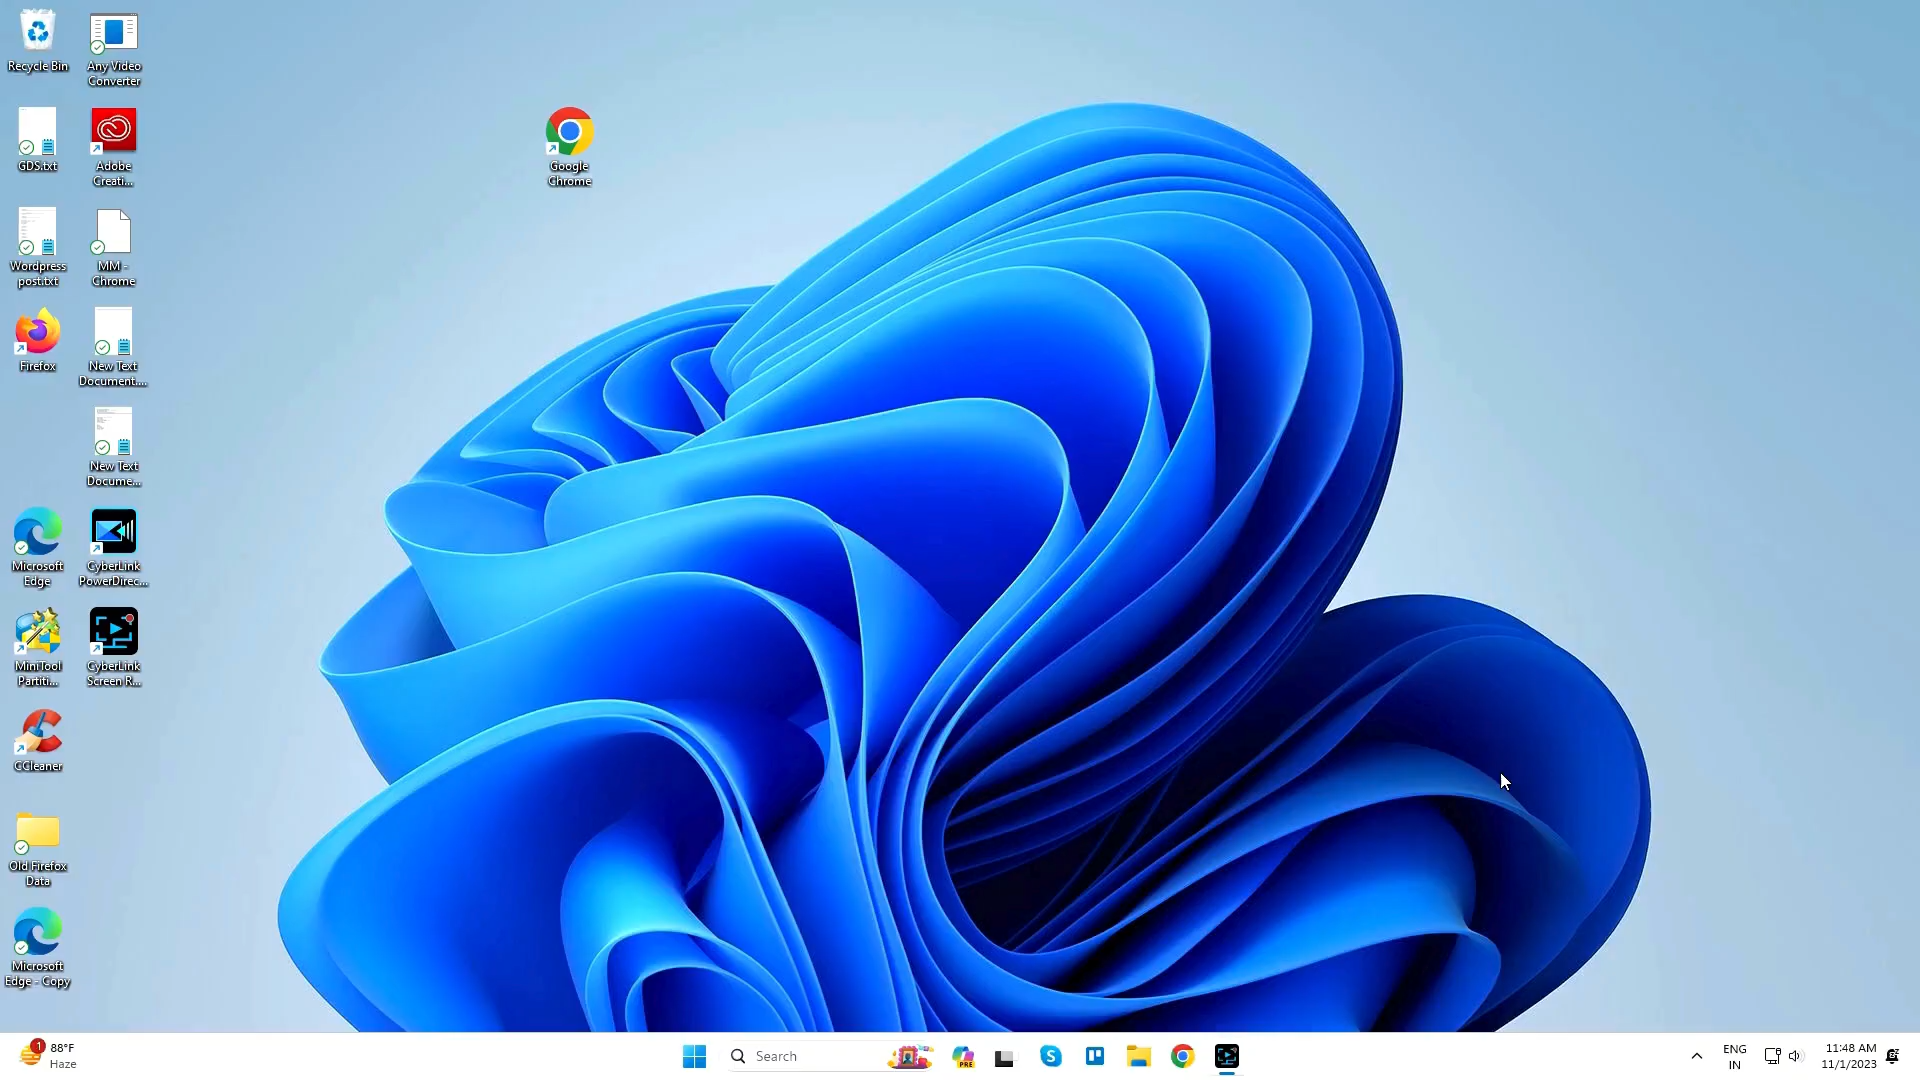 Recycle Bin
Any Video
Converter
GDS.txt
Adobe
Creati...
Google
Chrome
Wordpress
post.txt
MM -
Chrome
Firefox
New Text
Document....
New Text
Docume...
Microsoft
Edge
CyberLink
PowerDirec...
MiniTool
Partiti...
CyberLink
Screen R...
CCleaner
Old Firefox
Data
Microsoft
Edge - Copy
1
88°F
Haze
Search
PRE
ENG
IN
11:48 AM
11/1/2023